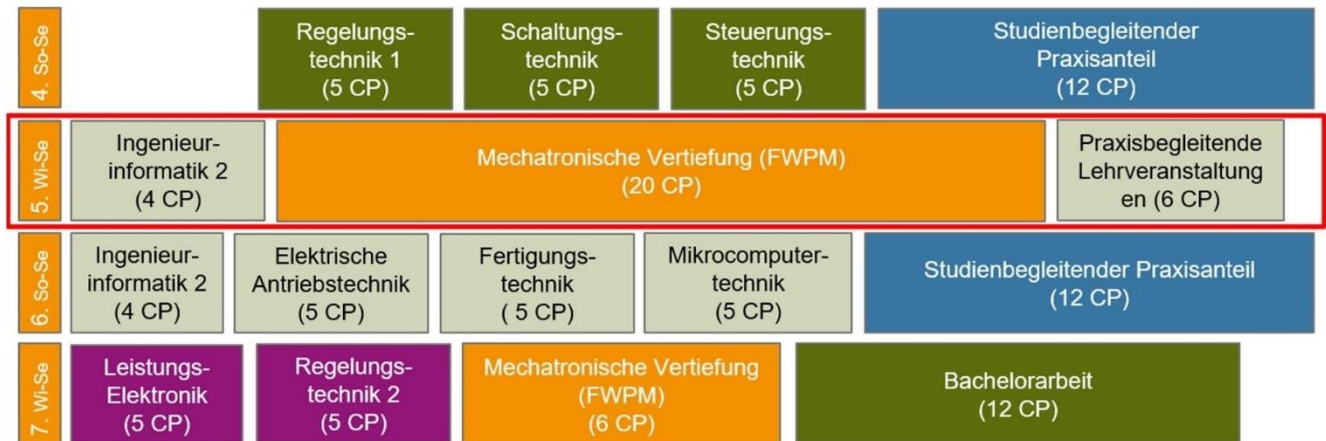 4. So-Se
Regelungs-
technik 1
(5 CP)
Schaltungs-
technik
(5 CP)
Steuerungs-
technik
(5 CP)
Studienbegleitender
Praxisanteil
(12 CP)
5. Wi-Se
Ingenieur-
informatik 2
(4 CP)
Mechatronische Vertiefung (FWPM)
(20 CP)
Praxisbegleitende
Lehrveranstaltung
en (6 CP)
6. So-Se
Ingenieur-
informatik 2
(4 CP)
Elektrische
Antriebstechnik
(5 CP)
Fertigungs-
technik
( 5 CP)
Mikrocomputer-
technik
(5 CP)
Studienbegleitender Praxisanteil
(12 CP)
7. Wi-Se
Leistungs-
Elektronik
(5 CP)
Regelungs-
technik 2
(5 CP)
Mechatronische Vertiefung
(FWPM)
(6 CP)
Bachelorarbeit
(12 CP)